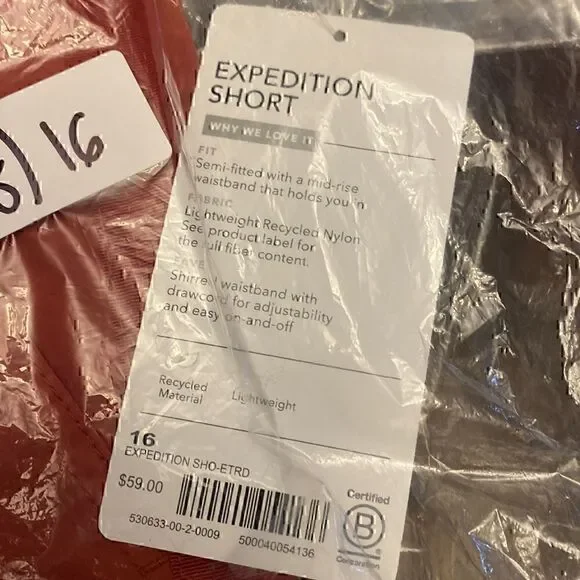 EXPEDITION
SHORT
WHY WE LOVE IT
FIT
Semi-fitted with a mid-rise
waistband that holds you in
FABRIC
Lightweight Recycled Nylon
See product label for
the full fiber content.
Shirred waistband with
drawcord for adjustability
and easy on-and-off
Recycled
Material
Lightweight
16
EXPEDITION SHO-ETRD
$59.00
530633-00-2-0009
500040054136
Certified
B
Corporation
) 16